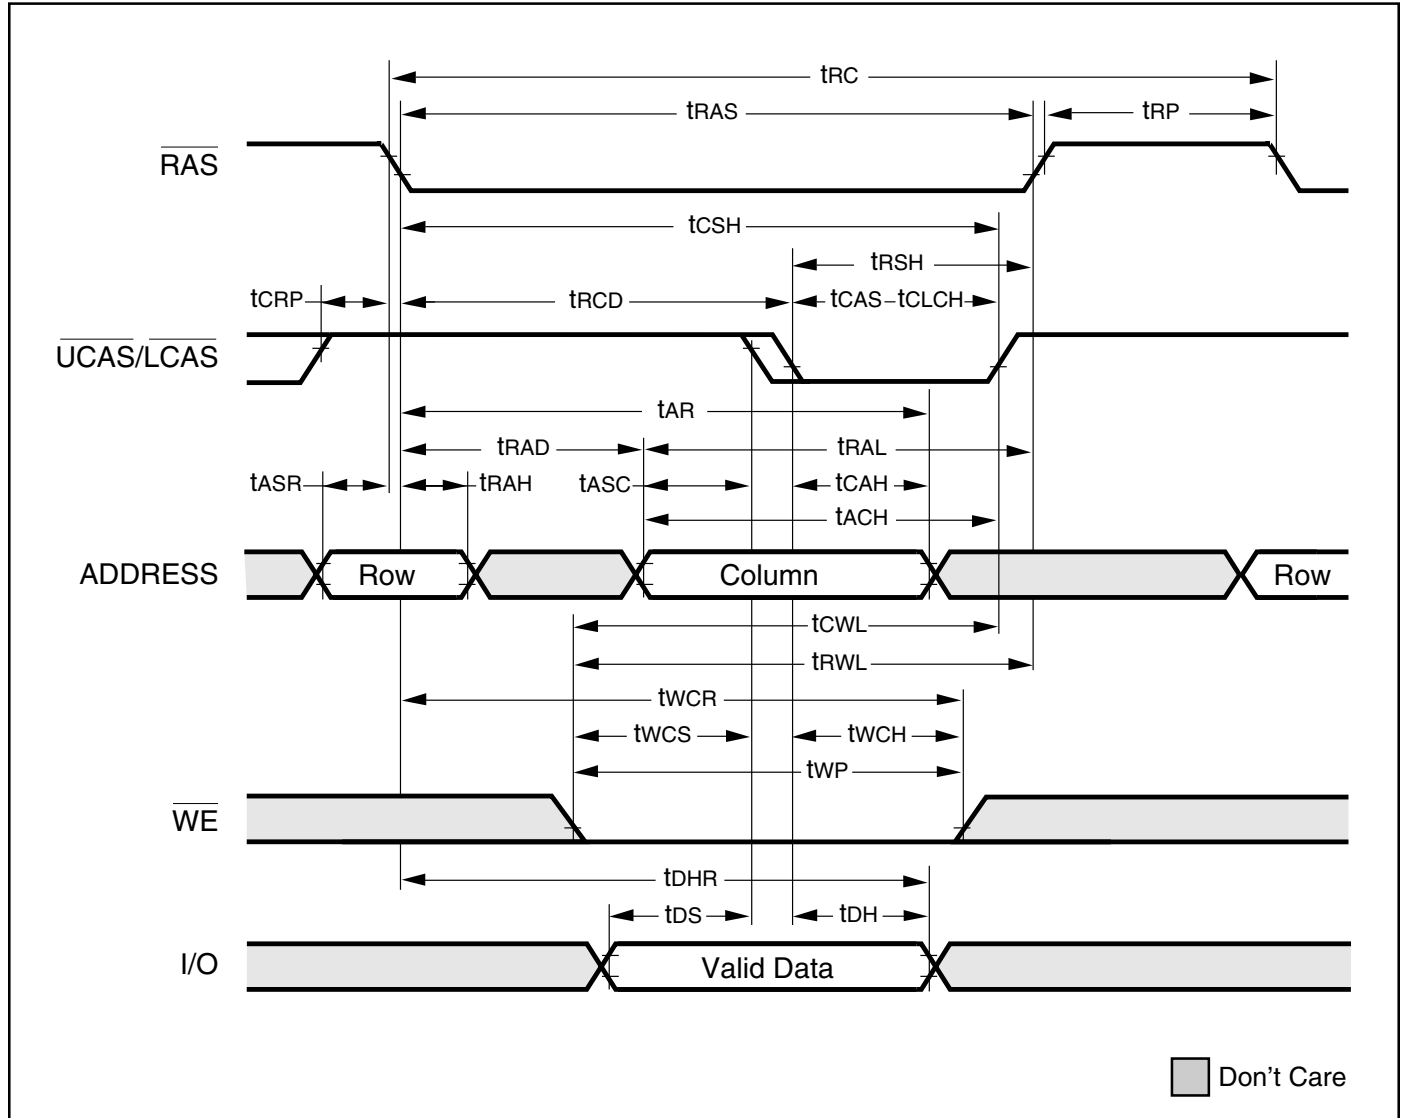 tRC
tRAS
tRP
RAS
tCSH
tRSH
tCRP
tRCD
tCAS
tCLCH
UCAS/LCAS
tAR
tRAD
tRAL
tASR
tRAH
tASC
tCAH
tACH
ADDRESS
Row
Column
Row
tCWL
tRWL
tWCR
tWCS
tWCH
tWP
WE
tDHR
tDS
tDH
I/O
Valid Data
Don't Care